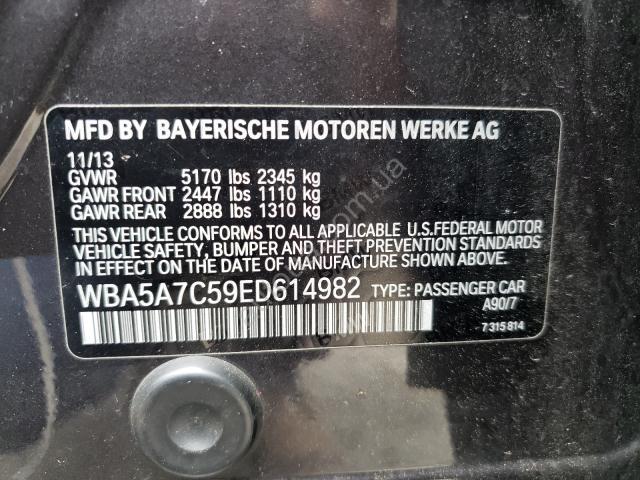 MFD BY BAYERISCHE MOTOREN WERKE AG
11/13
GVWR 5170 lbs 2345 kg
GAWR FRONT 2447 lbs 1110 kg
GAWR REAR 2888 lbs 1310 kg
THIS VEHICLE CONFORMS TO ALL APPLICABLE U.S.FEDERAL MOTOR
VEHICLE SAFETY, BUMPER AND THEFT PREVENTION STANDARDS
IN EFFECT ON THE DATE OF MANUFACTURE SHOWN ABOVE.
WBA5A7C59ED614982 TYPE: PASSENGER CAR
A90/7
7 315 814